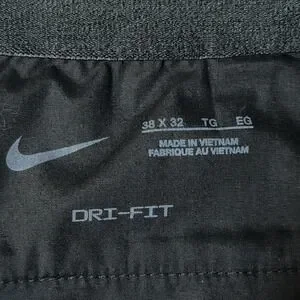 38 X 32 TG EG
MADE IN VIETNAM
FABRIQUE AU VIETNAM
DRI-FIT